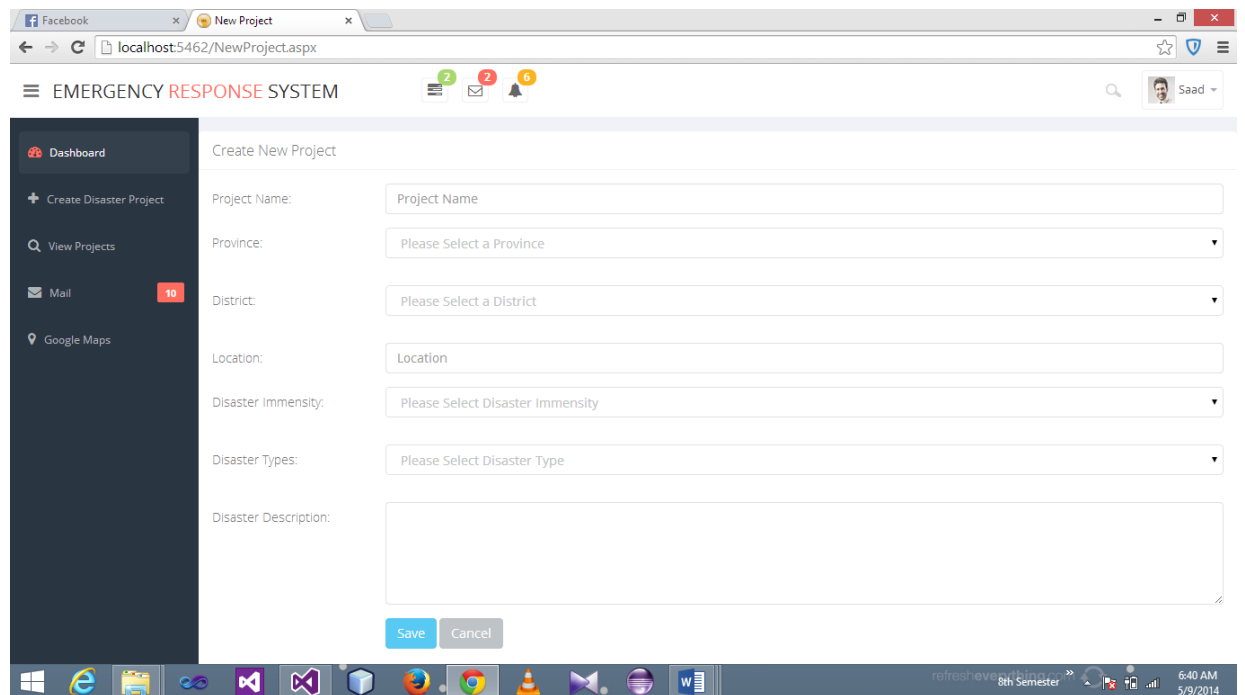 Facebook
New Project
localhost:5462/NewProject.aspx
EMERGENCY RESPONSE SYSTEM
2
2
6
Saad
Dashboard
Create Disaster Project
View Projects
Mail
10
Google Maps
Create New Project
Project Name:
Project Name
Province:
Please Select a Province
District:
Please Select a District
Location:
Location
Disaster Immensity:
Please Select Disaster Immensity
Disaster Types:
Please Select Disaster Type
Disaster Description:
Save
Cancel
8th Semester
6:40 AM
5/9/2014